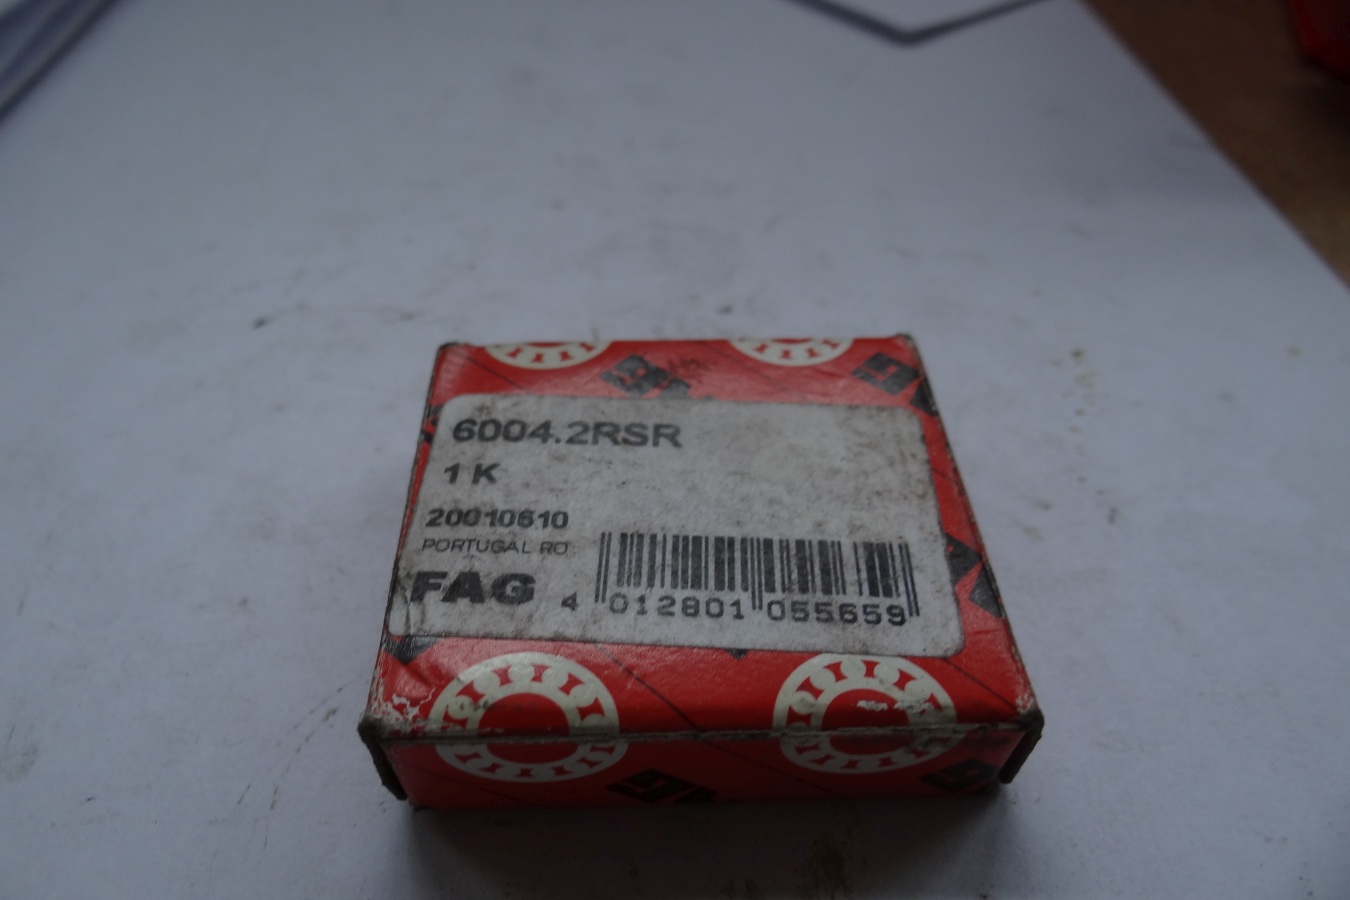 6004.2RSR
1 K
20010610
PORTUGAL RO
FAG
4 012801 055659